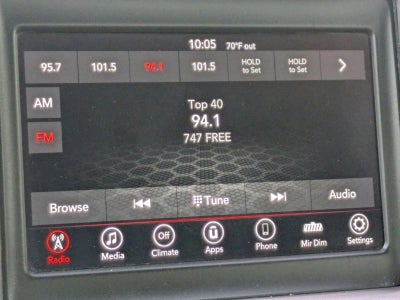 10:05 70°F out
95.7 101.5 94.1 101.5 HOLD to Set HOLD to Set
AM
Top 40
94.1
FM
747 FREE
Browse Tune Audio
Off
Radio Media Climate Apps Phone Mir Dim Settings